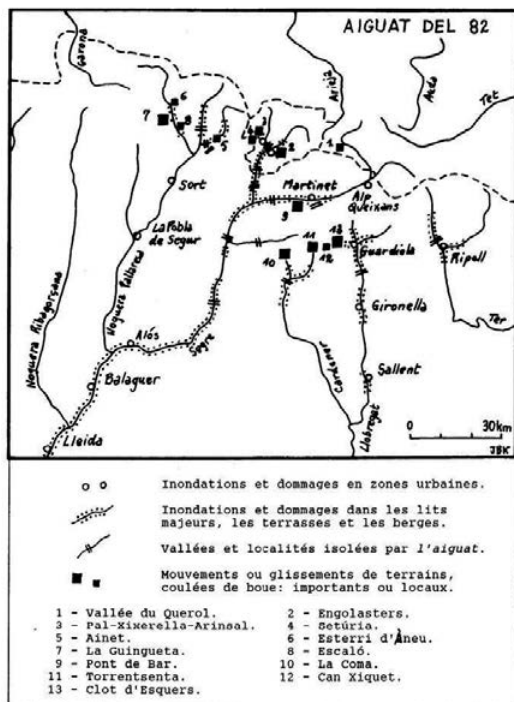 AIGUAT DEL 82
Garona
Arieja
Auda
Tet
6
7
8
5
4
3
2
1
Sort
Martinet
Alp
Queixans
9
La Pobla
de Segur
10
11
12
13
Guardiola
Ripoll
Noguera Ribagorçana
Noguera Pallaresa
Gironella
Ter
Alós
Segre
Cardener
Sallent
Balaguer
Llobregat
Lleida
0 30km
JBK
Inondations et dommages en zones urbaines.
Inondations et dommages dans les lits
majeurs, les terrasses et les berges.
Vallées et localités isolées par l'aiguat.
Mouvements ou glissements de terrains,
coulées de boue: importants ou locaux.
1 - Vallée du Querol. 2 - Engolasters.
3 - Pal-Xixerella-Arinsal. 4 - Setúria.
5 - Ainet. 6 - Esterri d'Àneu.
7 - La Guingueta. 8 - Escaló.
9 - Pont de Bar. 10 - La Coma.
11 - Torrentsenta. 12 - Can Xiquet.
13 - Clot d'Esquers.